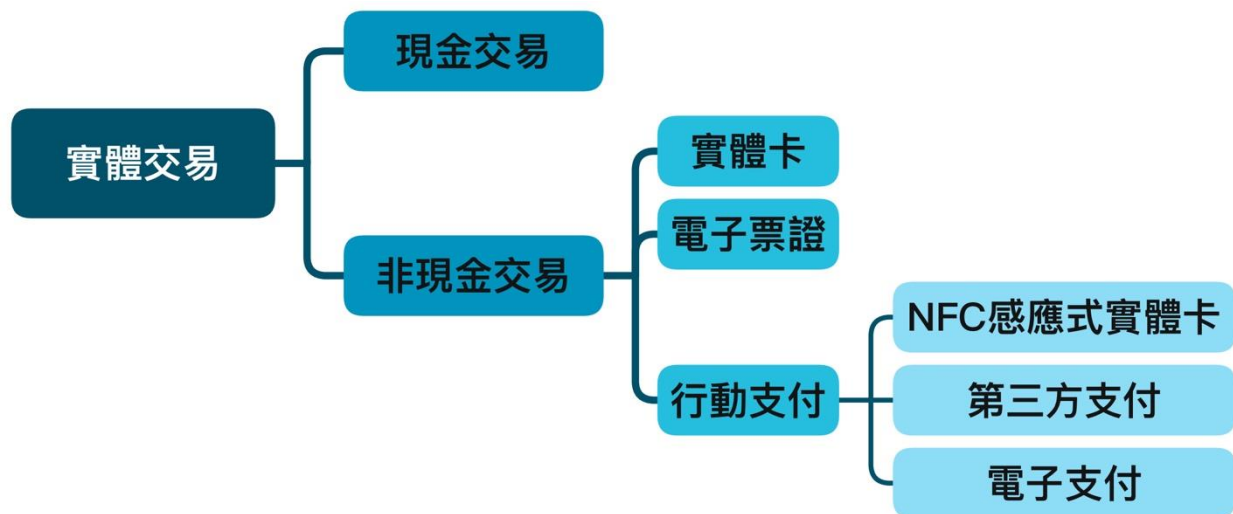 實體交易
現金交易
非現金交易
實體卡
電子票證
行動支付
NFC感應式實體卡
第三方支付
電子支付